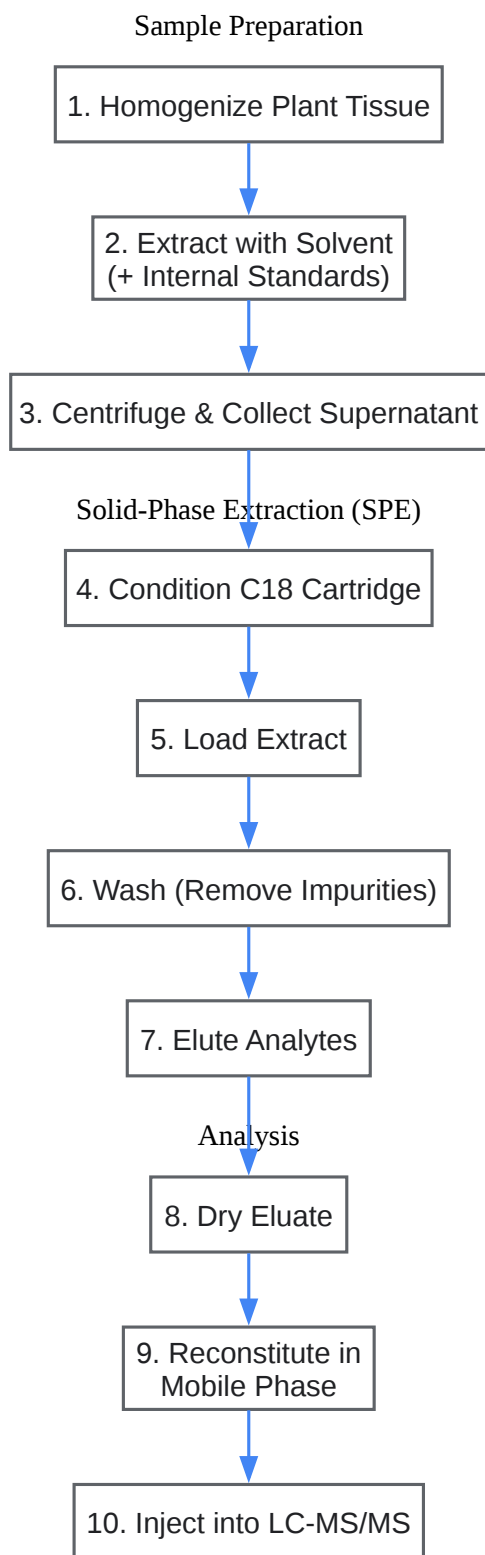 Sample Preparation
1. Homogenize Plant Tissue
2. Extract with Solvent
(+ Internal Standards)
3. Centrifuge & Collect Supernatant
Solid-Phase Extraction (SPE)
4. Condition C18 Cartridge
5. Load Extract
6. Wash (Remove Impurities)
7. Elute Analytes
Analysis
8. Dry Eluate
9. Reconstitute in
Mobile Phase
10. Inject into LC-MS/MS